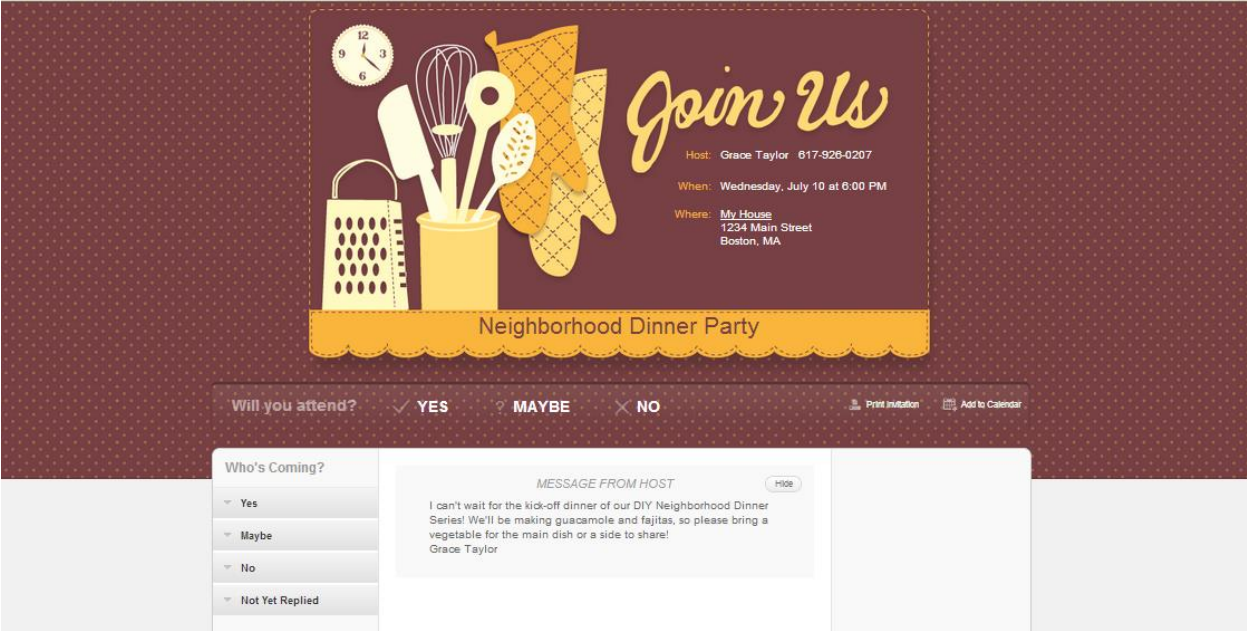 12
9 3
6
Join Us
Host: Grace Taylor 617-926-0207
When: Wednesday, July 10 at 6:00 PM
Where: My House
1234 Main Street
Boston, MA
Neighborhood Dinner Party
Will you attend? YES ? MAYBE NO Print Invitation Add to Calendar
Who's Coming?
Yes
Maybe
No
Not Yet Replied
MESSAGE FROM HOST Hide
I can't wait for the kick-off dinner of our DIY Neighborhood Dinner
Series! We'll be making guacamole and fajitas, so please bring a
vegetable for the main dish or a side to share!
Grace Taylor